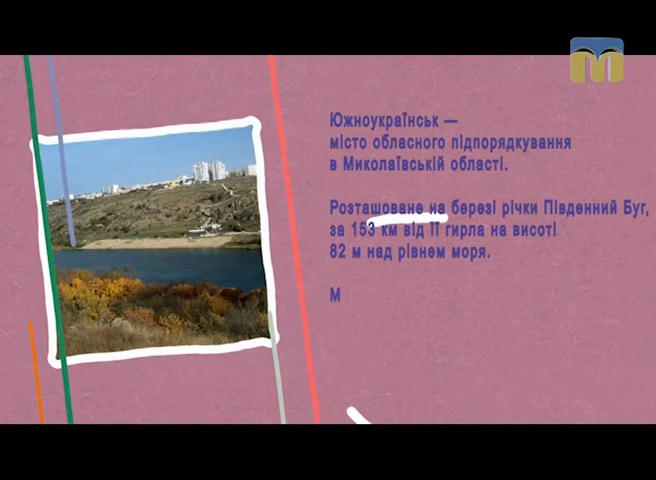 Южноукраїнськ —
місто обласного підпорядкування
в Миколаївській області.
Розташоване на березі річки Південний Буг,
за 153 км від її гирла на висоті
82 м над рівнем моря.
М